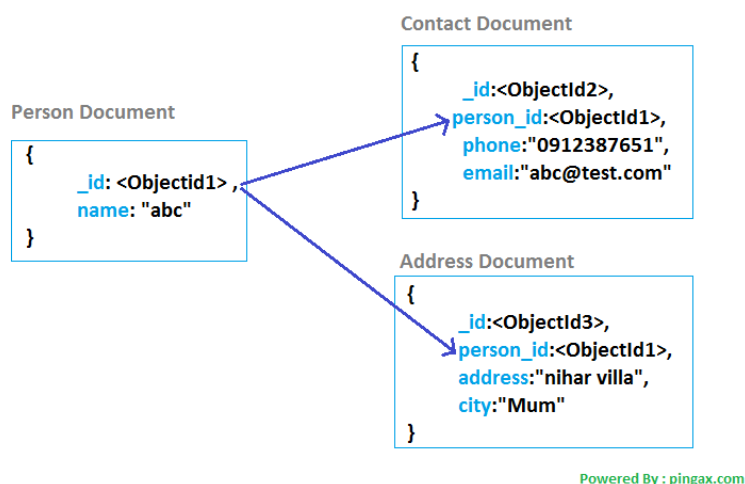 Person Document
{
_id: <Objectid1> ,
name: "abc"
}
Contact Document
{
_id:<ObjectId2>,
person_id:<ObjectId1>,
phone:"0912387651",
email:"abc@test.com"
}
Address Document
{
_id:<ObjectId3>,
person_id:<ObjectId1>,
address:"nihar villa",
city:"Mum"
}
Powered By : pingax.com